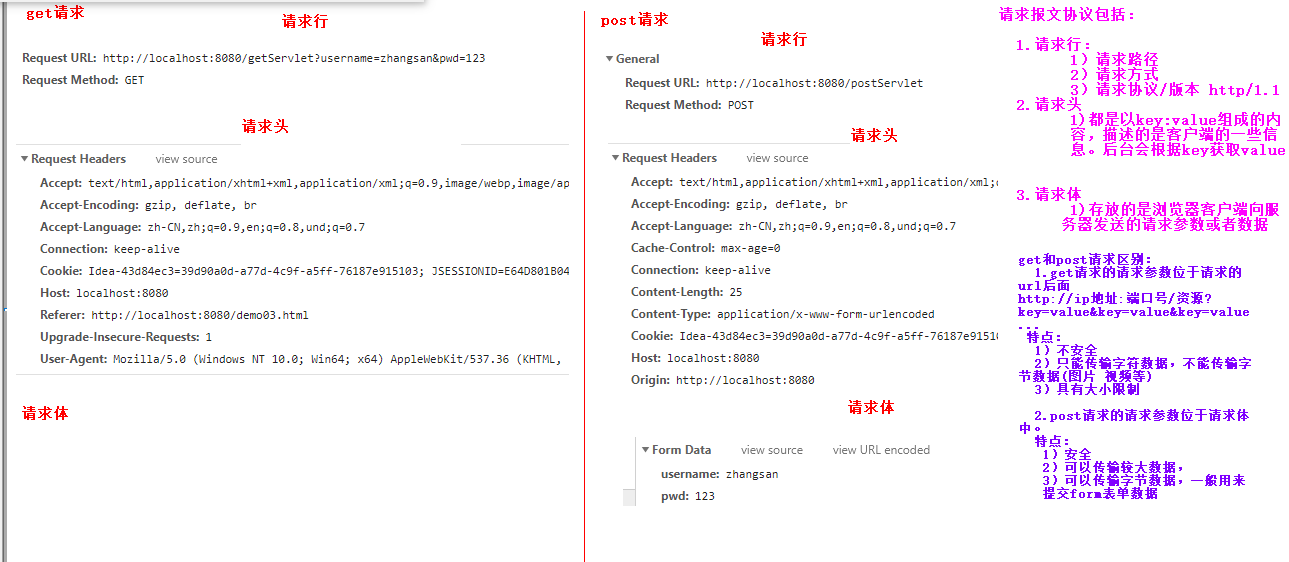 get请求
请求行
Request URL: http://localhost:8080/getServlet?username=zhangsan&pwd=123
Request Method: GET
请求头
Request Headers view source
Accept: text/html,application/xhtml+xml,application/xml;q=0.9,image/webp,image/ap
Accept-Encoding: gzip, deflate, br
Accept-Language: zh-CN,zh;q=0.9,en;q=0.8,und;q=0.7
Connection: keep-alive
Cookie: Idea-43d84ec3=39d90a0d-a77d-4c9f-a5ff-76187e915103; JSESSIONID=E64D801B04
Host: localhost:8080
Referer: http://localhost:8080/demo03.html
Upgrade-Insecure-Requests: 1
User-Agent: Mozilla/5.0 (Windows NT 10.0; Win64; x64) AppleWebKit/537.36 (KHTML,
请求体
post请求
请求行
General
Request URL: http://localhost:8080/postServlet
Request Method: POST
请求头
Request Headers view source
Accept: text/html,application/xhtml+xml,application/xml;
Accept-Encoding: gzip, deflate, br
Accept-Language: zh-CN,zh;q=0.9,en;q=0.8,und;q=0.7
Cache-Control: max-age=0
Connection: keep-alive
Content-Length: 25
Content-Type: application/x-www-form-urlencoded
Cookie: Idea-43d84ec3=39d90a0d-a77d-4c9f-a5ff-76187e9151
Host: localhost:8080
Origin: http://localhost:8080
请求体
Form Data view source view URL encoded
username: zhangsan
pwd: 123
请求报文协议包括：
1.请求行：
1）请求路径
2）请求方式
3）请求协议/版本 http/1.1
2.请求头
1)都是以key:value组成的内
容，描述的是客户端的一些信
息。后台会根据key获取value
3.请求体
1)存放的是浏览器客户端向服
务器发送的请求参数或者数据
get和post请求区别：
1.get请求的请求参数位于请求的
url后面
http://ip地址:端口号/资源?
key=value&key=value&key=value
...
特点：
1）不安全
2）只能传输字符数据，不能传输字
节数据(图片 视频等)
3）具有大小限制
2.post请求的请求参数位于请求体
中。
特点：
1）安全
2）可以传输较大数据，
3）可以传输字节数据，一般用来
提交form表单数据